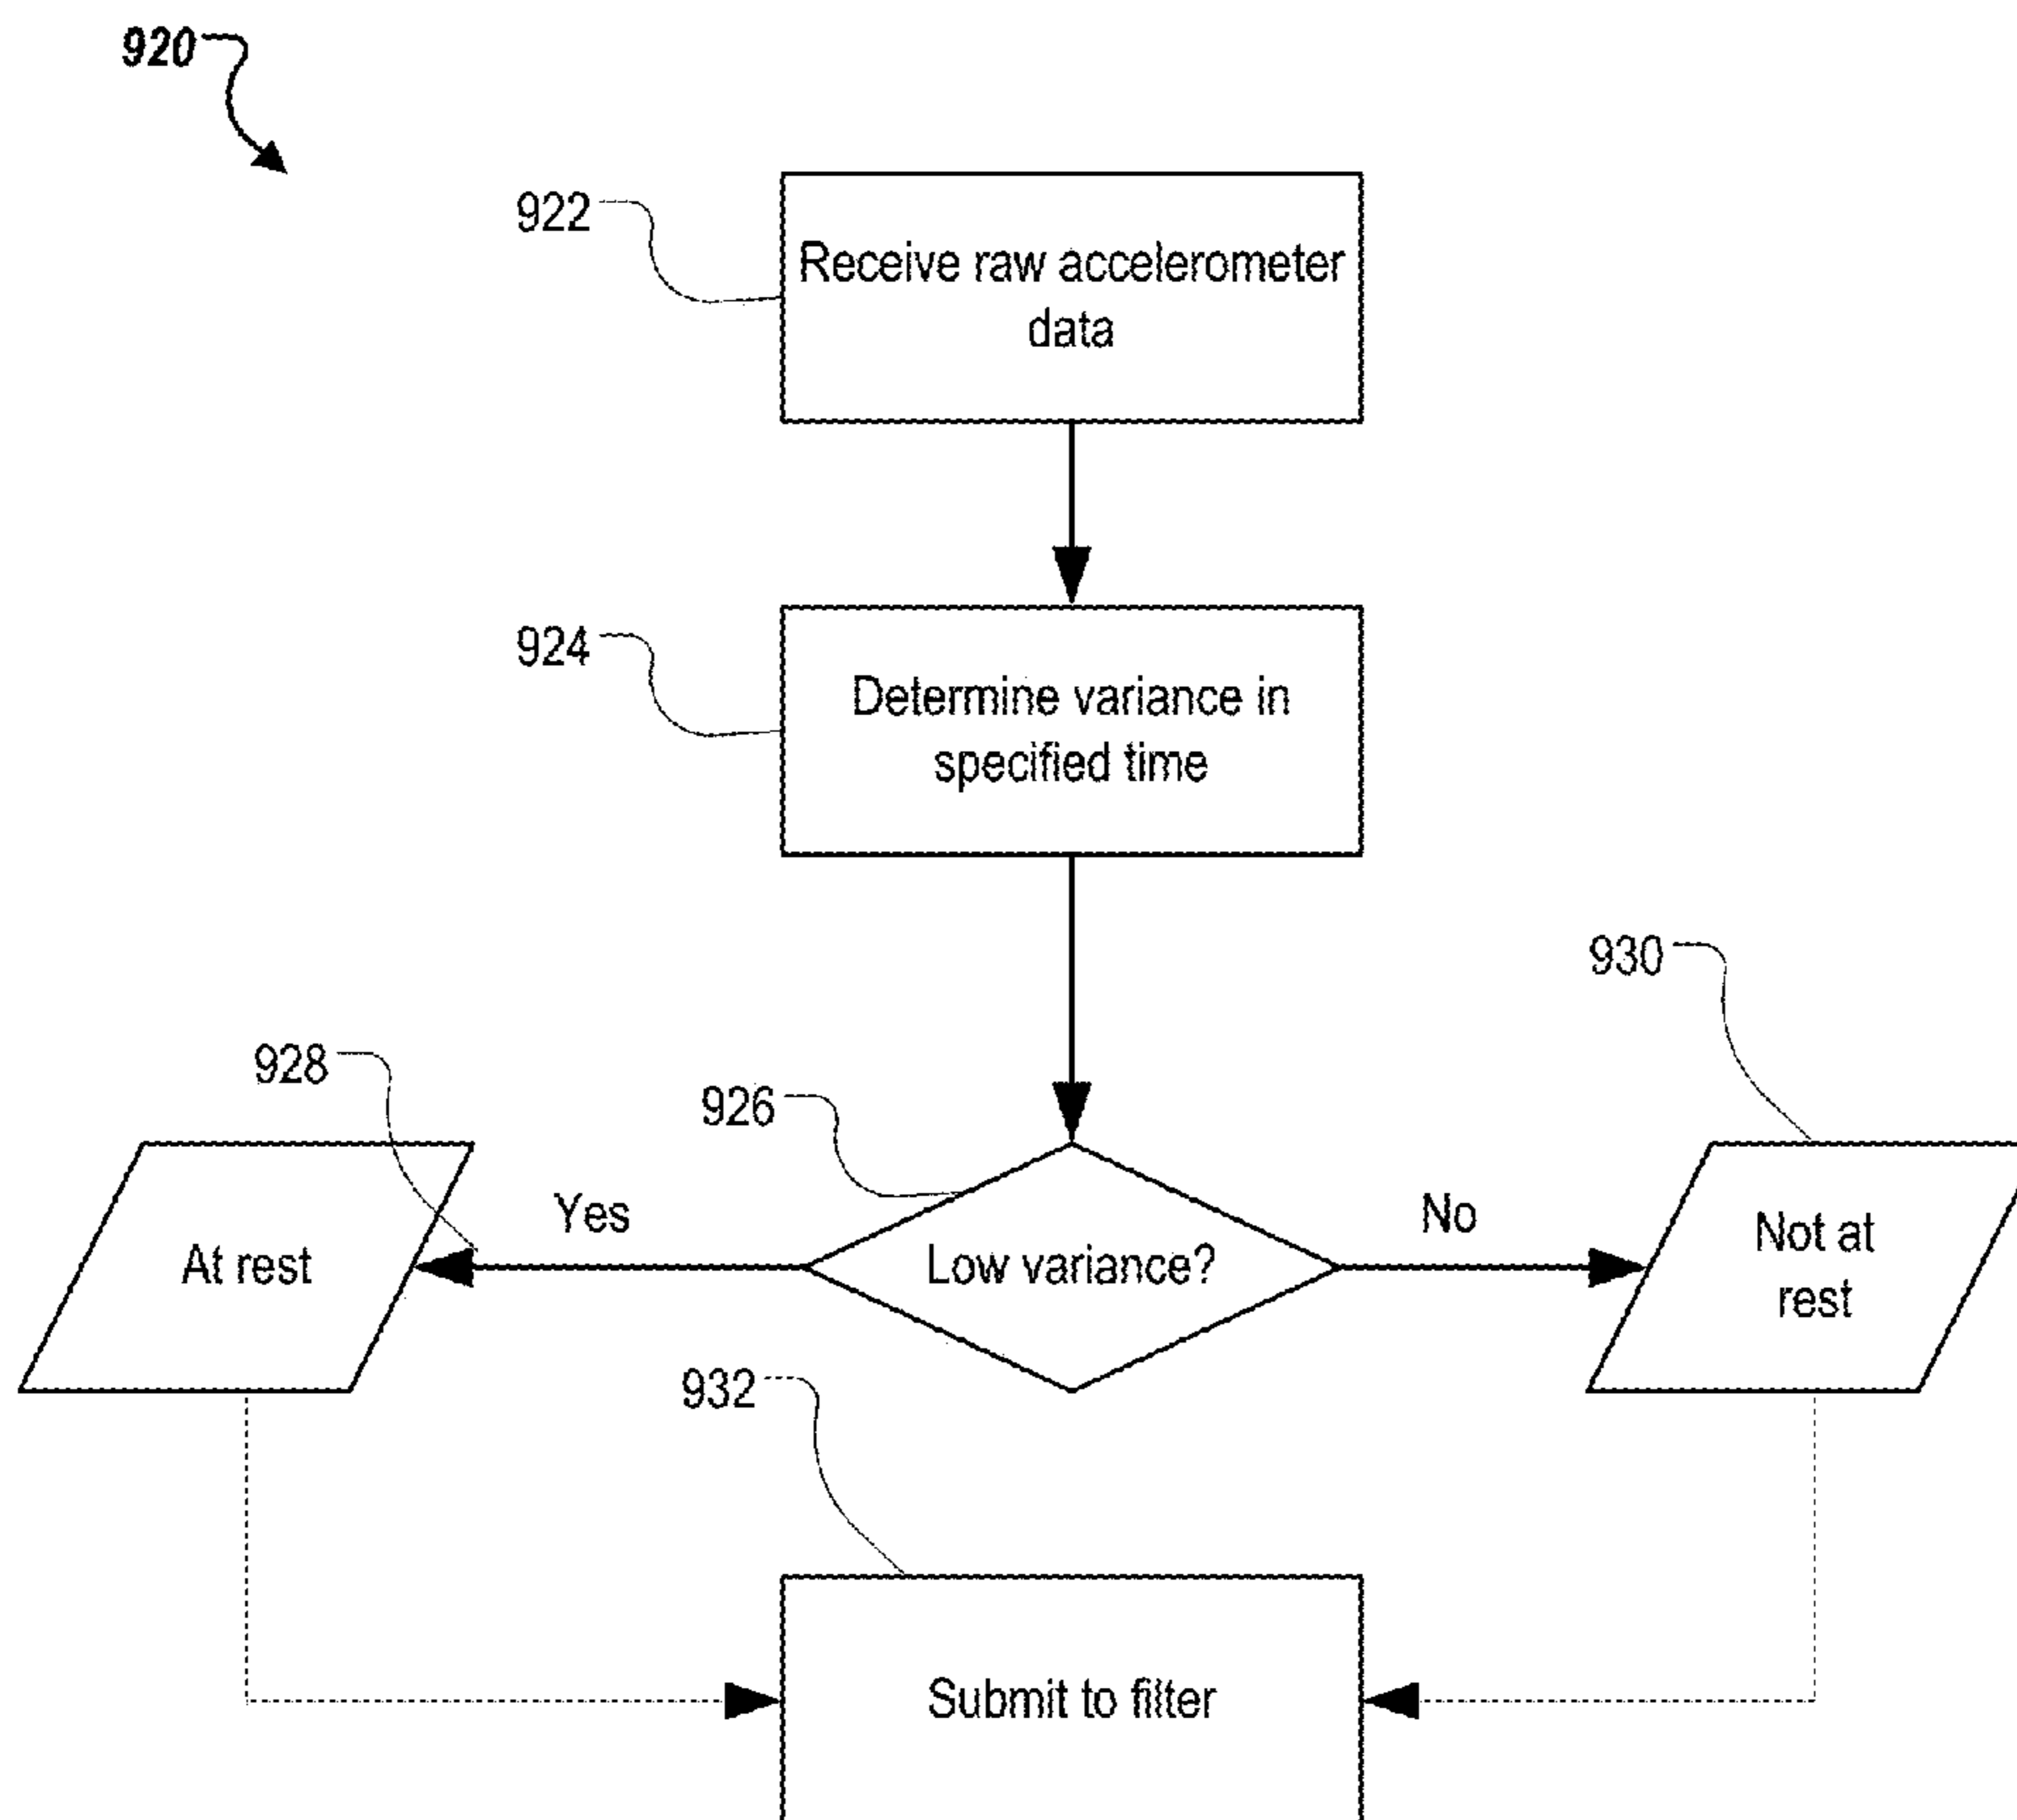 920
922
Receive raw accelerometer
data
924
Determine variance in
specified time
930
928
926
Yes
No
At rest
Low variance?
Not at
rest
932
Submit to filter